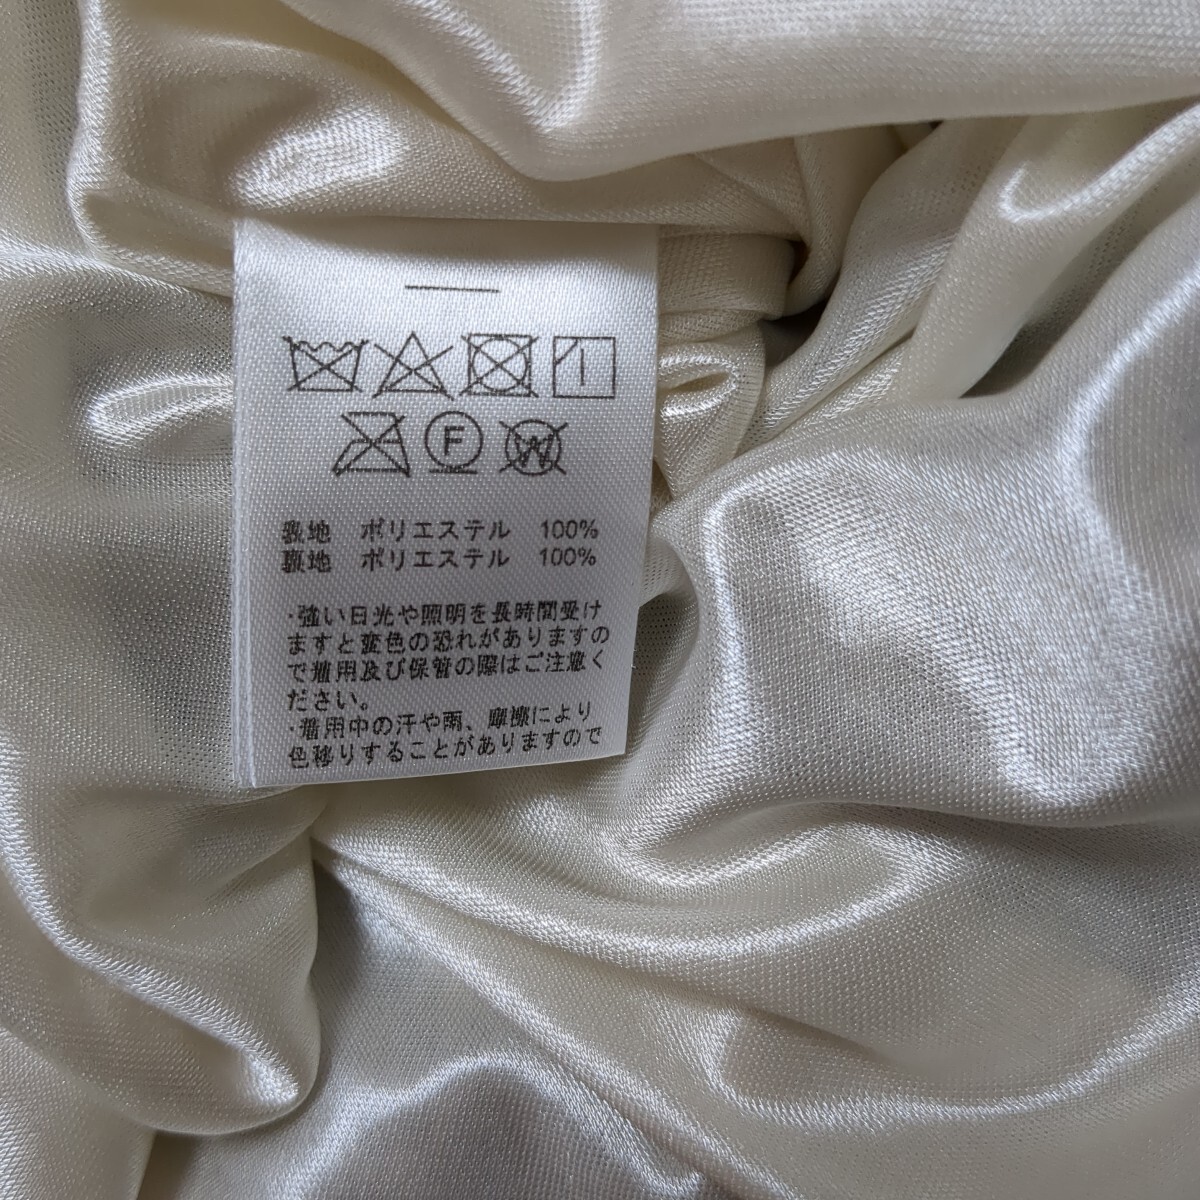 F
W
表地 ポリエステル 100%
裏地 ポリエステル 100%
・強い日光や照明を長時間受け
ますと変色の恐れがありますの
で着用及び保管の際はご注意く
ださい。
・着用中の汗や雨、摩擦により
色移りすることがありますので